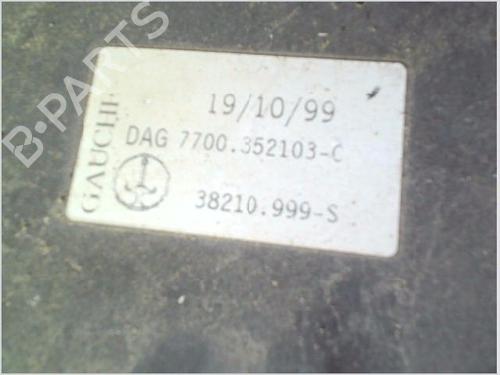 19/10/99
DAG 7700.352103-C
38210.999-S
GAUCHE
B-PARTS